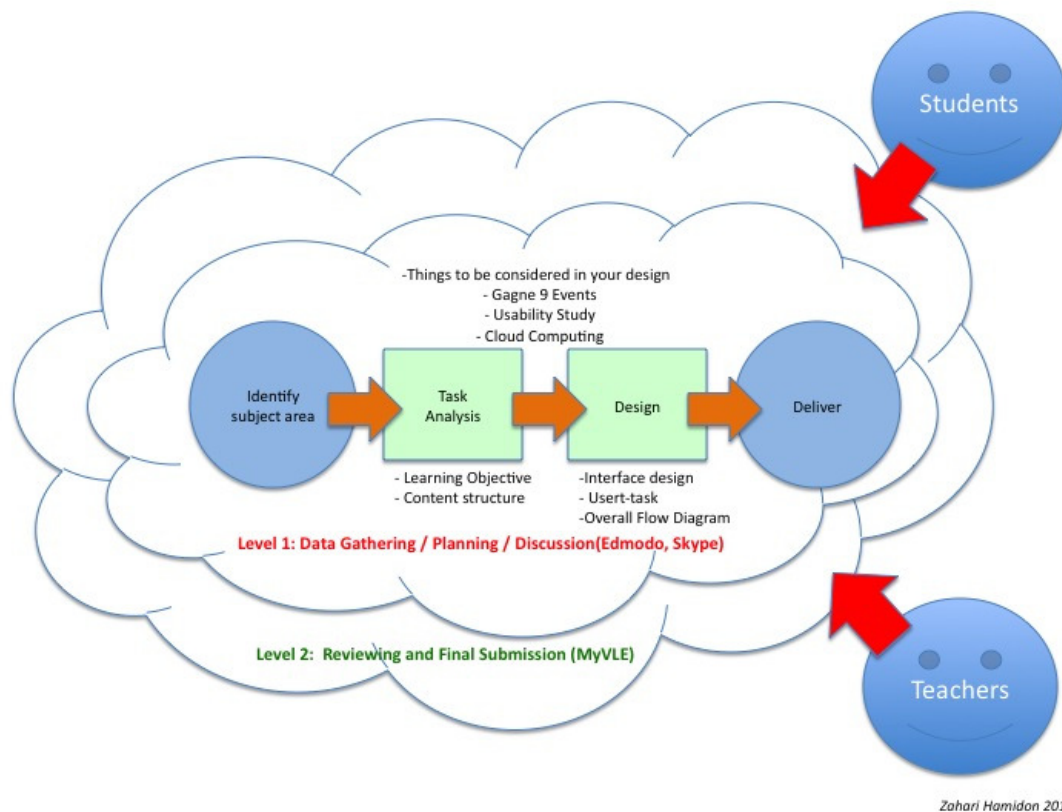 Students
-Things to be considered in your design
- Gagne 9 Events
- Usability Study
- Cloud Computing
Identify
subject area
Task
Analysis
Design
Deliver
- Learning Objective
- Content structure
-Interface design
- Usert-task
-Overall Flow Diagram
Level 1: Data Gathering / Planning / Discussion(Edmodo, Skype)
Level 2: Reviewing and Final Submission (MyVLE)
Teachers
Zahari Hamidon